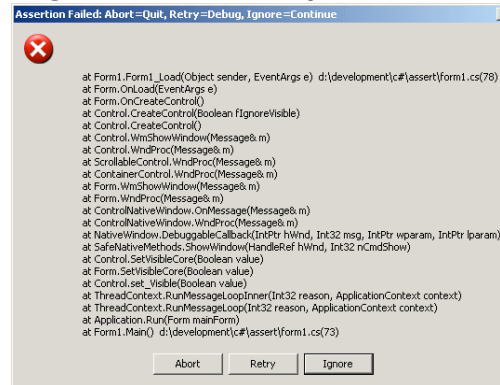 Assertion Failed: Abort=Quit, Retry=Debug, Ignore=Continue
at Form1.Form1_Load(Object sender, EventArgs e)  d:\development\c#\assert\form1.cs(78)
at Form.OnLoad(EventArgs e)
at Form.OnCreateControl()
at Control.CreateControl(Boolean fIgnoreVisible)
at Control.CreateControl()
at Control.WmShowWindow(Message& m)
at Control.WndProc(Message& m)
at ScrollableControl.WndProc(Message& m)
at ContainerControl.WndProc(Message& m)
at Form.WmShowWindow(Message& m)
at Form.WndProc(Message& m)
at ControlNativeWindow.OnMessage(Message& m)
at ControlNativeWindow.WndProc(Message& m)
at NativeWindow.DebuggableCallback(IntPtr hWnd, Int32 msg, IntPtr wparam, IntPtr lparam)
at SafeNativeMethods.ShowWindow(HandleRef hWnd, Int32 nCmdShow)
at Control.SetVisibleCore(Boolean value)
at Form.SetVisibleCore(Boolean value)
at Control.set_Visible(Boolean value)
at ThreadContext.RunMessageLoopInner(Int32 reason, ApplicationContext context)
at ThreadContext.RunMessageLoop(Int32 reason, ApplicationContext context)
at Application.Run(Form mainForm)
at Form1.Main()  d:\development\c#\assert\form1.cs(73)
Abort Retry Ignore